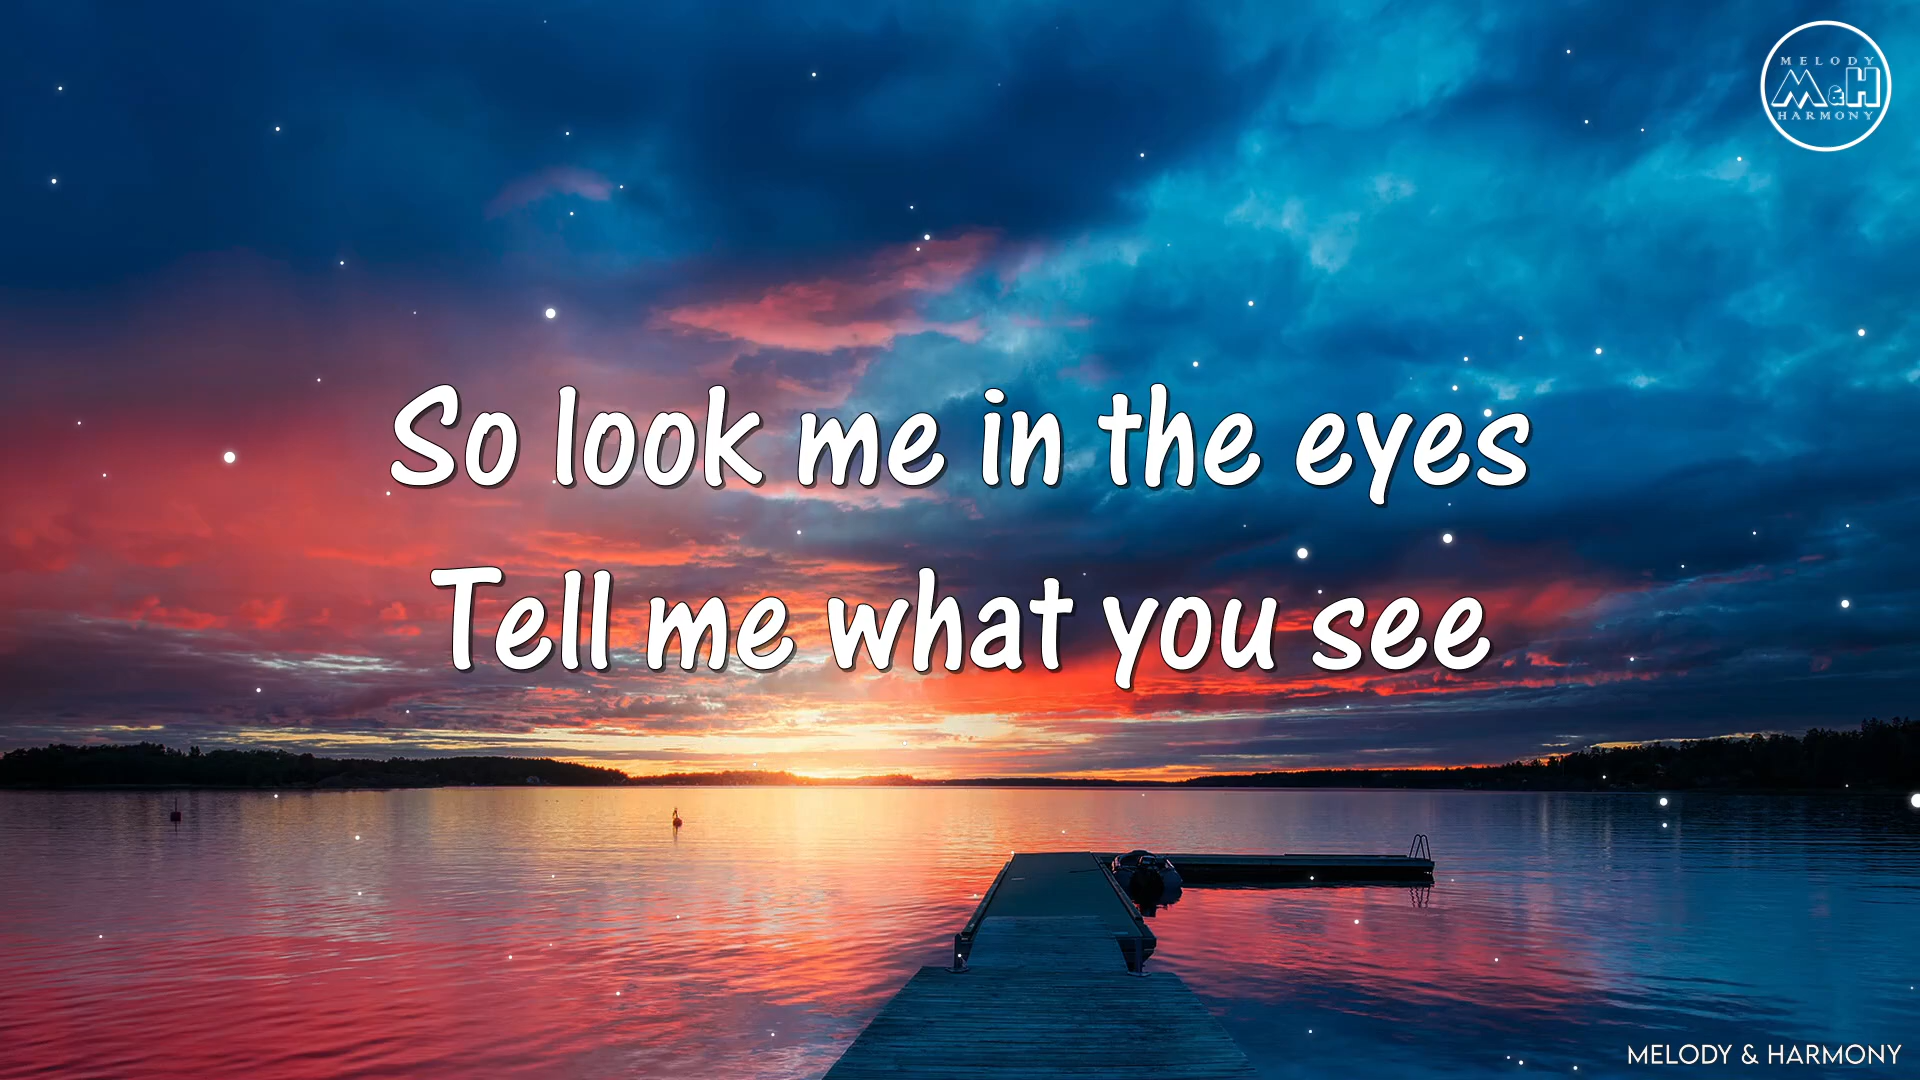 MELODY
M&H
HARMONY
So look me in the eyes
Tell me what you see
MELODY & HARMONY